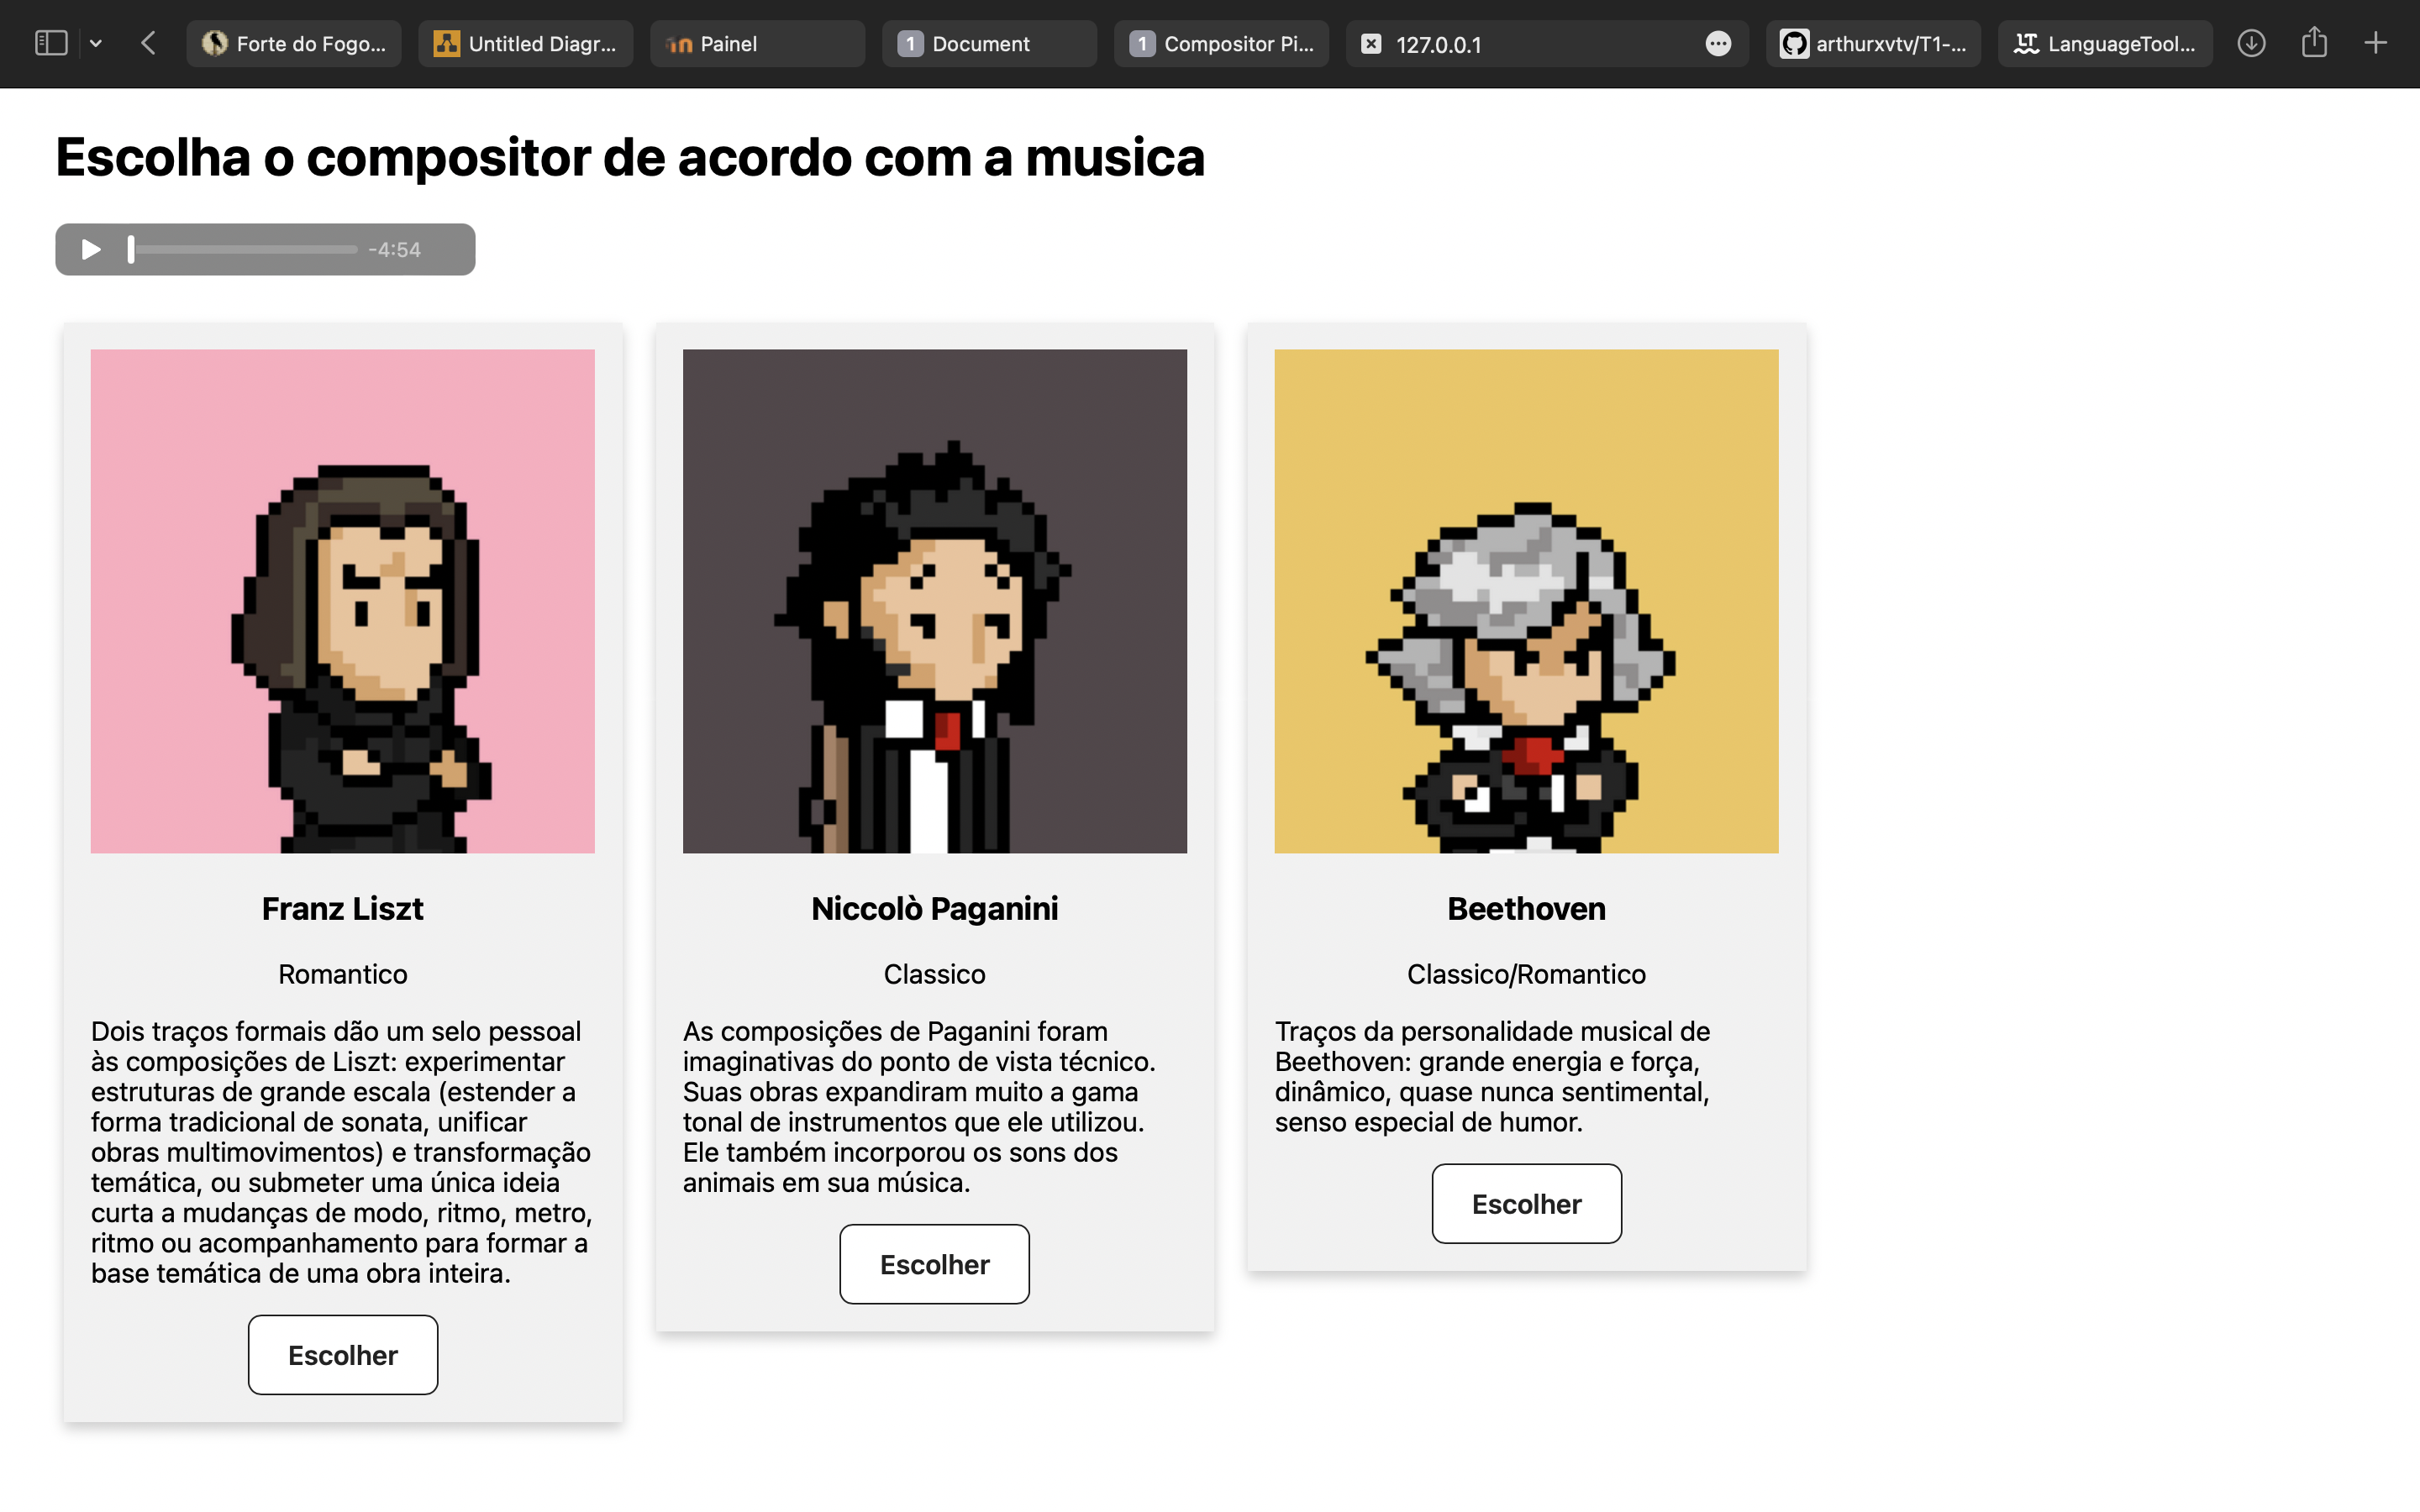 Forte do Fogo...
Untitled Diagr...
Painel
1 Document
1 Compositor Pi...
127.0.0.1
arthurxvtv/T1-...
LT LanguageTool...
Escolha o compositor de acordo com a musica
-4:54
Franz Liszt
Romantico
Dois traços formais dão um selo pessoal
às composições de Liszt: experimentar
estruturas de grande escala (estender a
forma tradicional de sonata, unificar
obras multimovimentos) e transformação
temática, ou submeter uma única ideia
curta a mudanças de modo, ritmo, metro,
ritmo ou acompanhamento para formar a
base temática de uma obra inteira.
Escolher
Niccolò Paganini
Classico
As composições de Paganini foram
imaginativas do ponto de vista técnico.
Suas obras expandiram muito a gama
tonal de instrumentos que ele utilizou.
Ele também incorporou os sons dos
animais em sua música.
Escolher
Beethoven
Classico/Romantico
Traços da personalidade musical de
Beethoven: grande energia e força,
dinâmico, quase nunca sentimental,
senso especial de humor.
Escolher